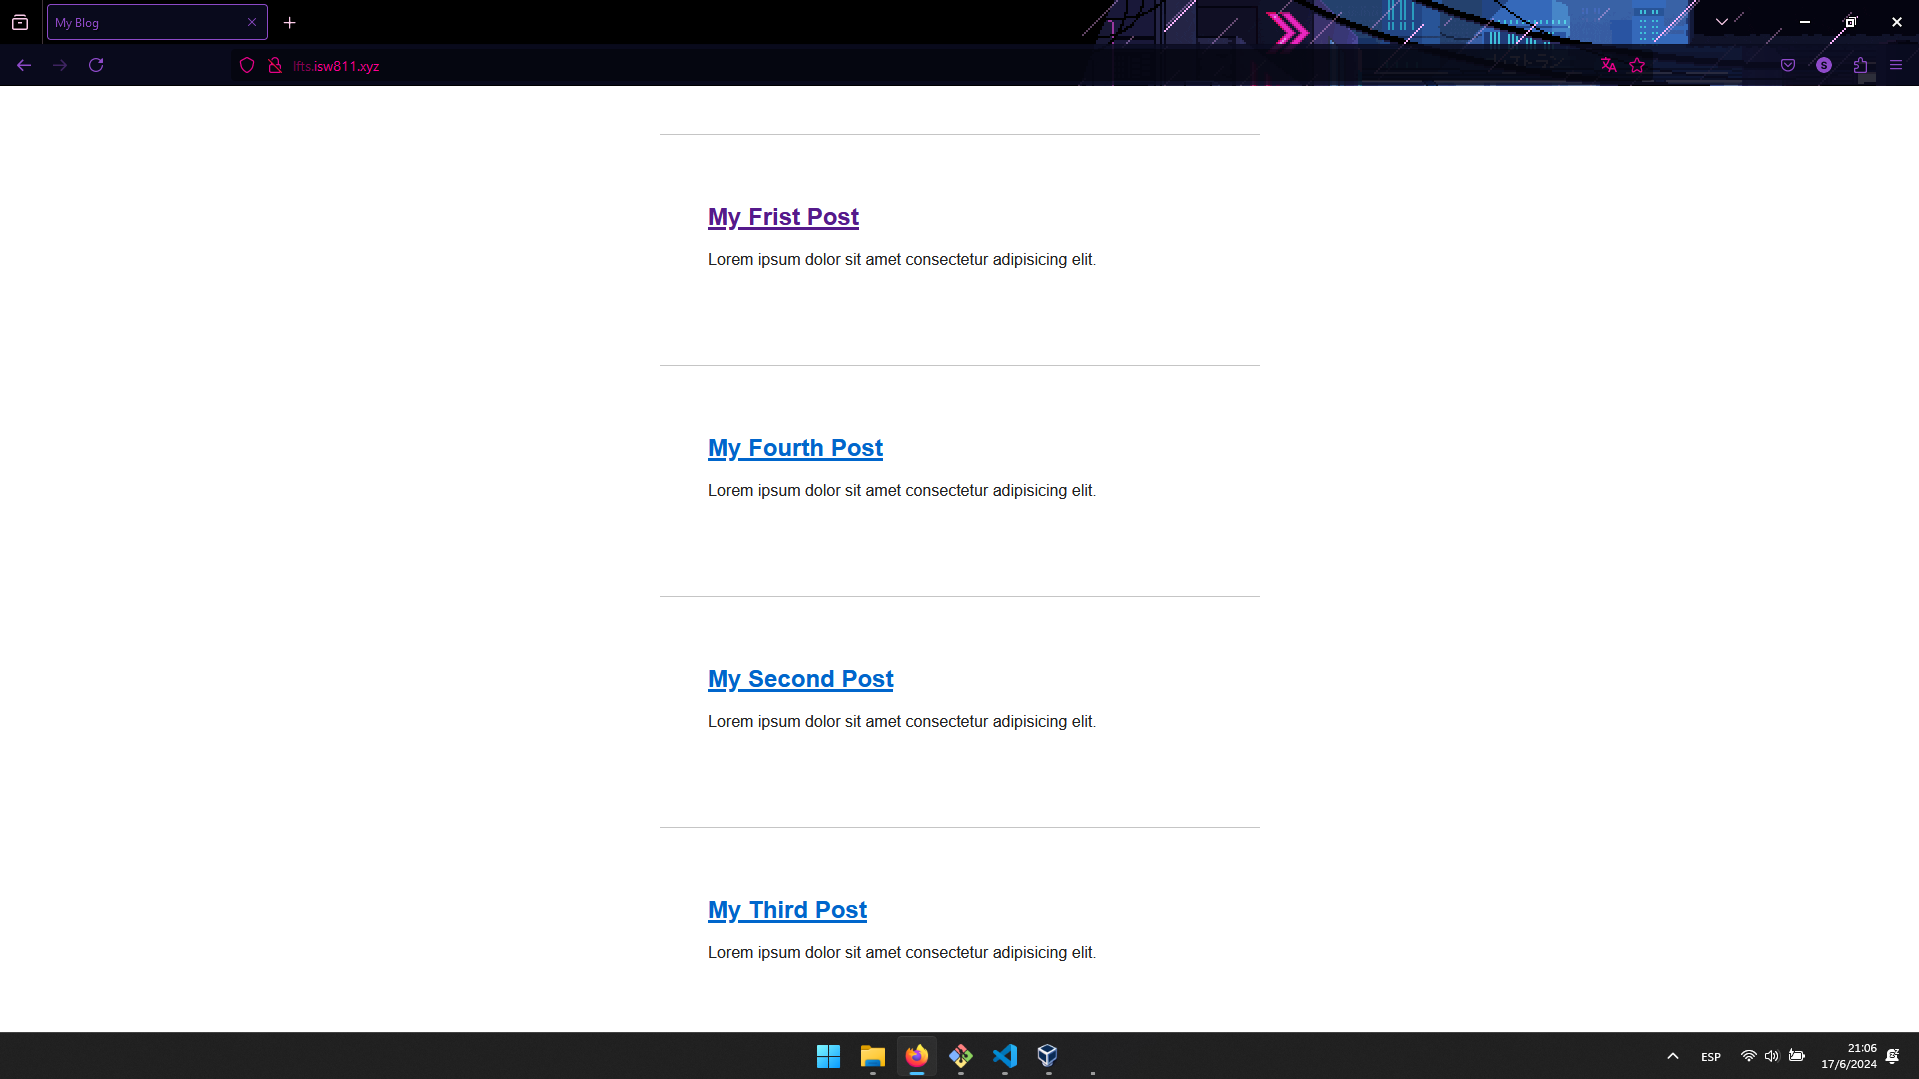 My Blog
lfts.isw811.xyz
My Frist Post
Lorem ipsum dolor sit amet consectetur adipisicing elit.
My Fourth Post
Lorem ipsum dolor sit amet consectetur adipisicing elit.
My Second Post
Lorem ipsum dolor sit amet consectetur adipisicing elit.
My Third Post
Lorem ipsum dolor sit amet consectetur adipisicing elit.
S
ESP
21:06
17/6/2024